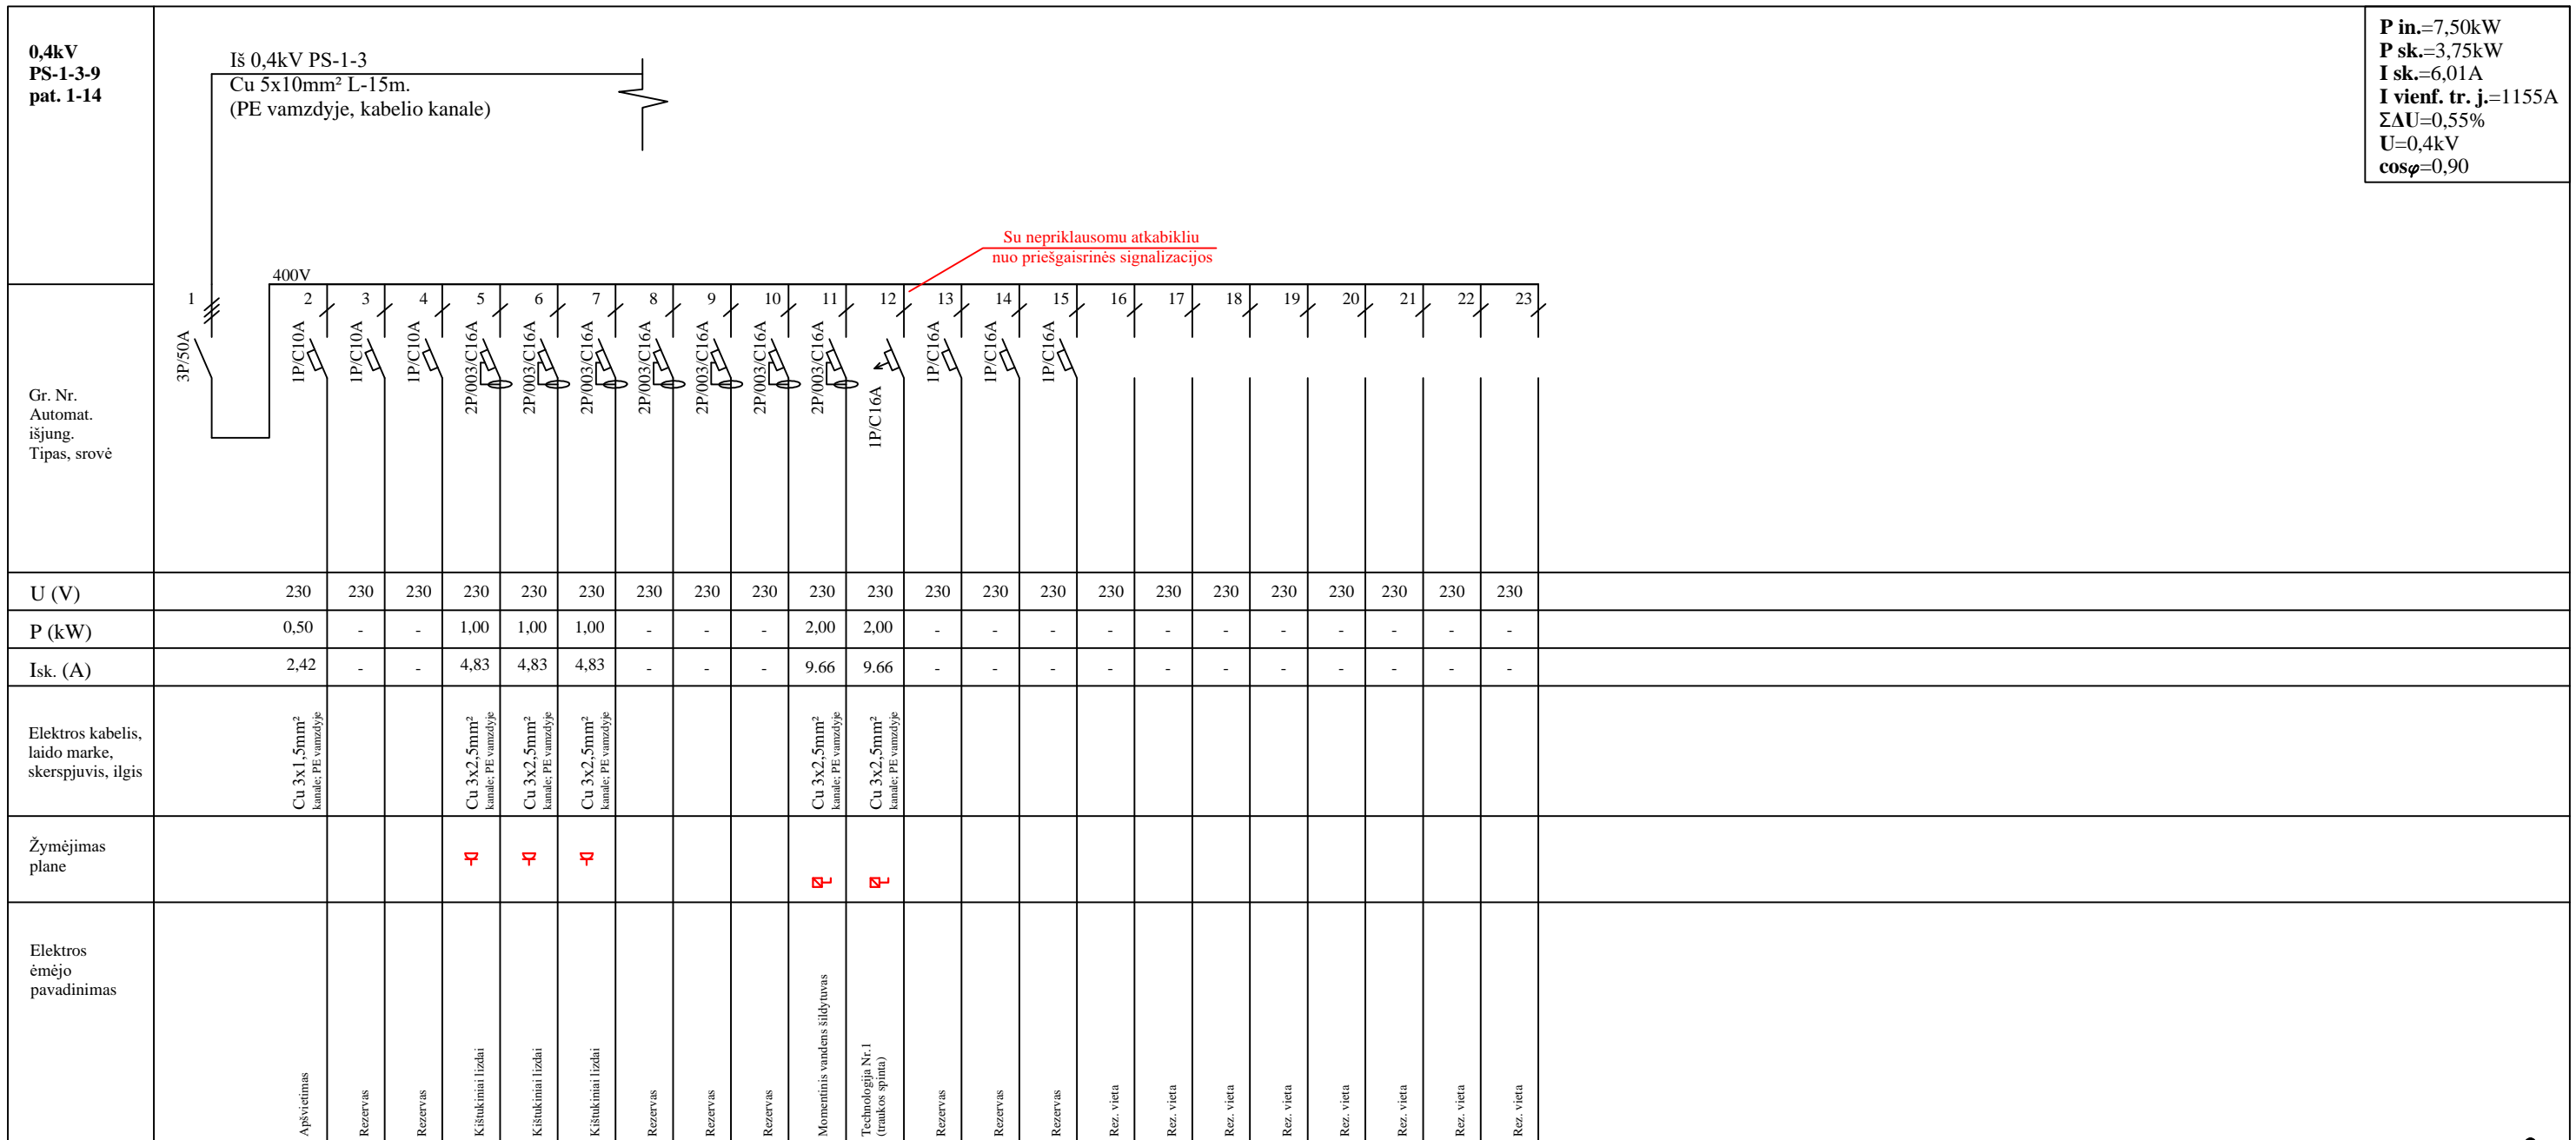 0,4kV
PS-1-3-9
pat. 1-14
Iš 0,4kV PS-1-3
Cu 5x10mm² L-15m.
(PE vamzdyje, kabelio kanale)
P in.=7,50kW
P sk.=3,75kW
I sk.=6,01A
I vienf. tr. j.=1155A
ΣΔU=0,55%
U=0,4kV
cosφ=0,90
Su nepriklausomu atkabikliu
nuo priešgaisrinės signalizacijos
400V
1 2 3 4 5 6 7 8 9 10 11 12 13 14 15 16 17 18 19 20 21 22 23
Gr. Nr.
Automat.
išjung.
Tipas, srovė
3P/50A
1P/C10A
1P/C10A
1P/C10A
2P/003/C16A
2P/003/C16A
2P/003/C16A
2P/003/C16A
2P/003/C16A
2P/003/C16A
2P/003/C16A
1P/C16A
1P/C16A
1P/C16A
1P/C16A
U (V) 230 230 230 230 230 230 230 230 230 230 230 230 230 230 230 230 230 230 230 230 230 230
P (kW) 0,50 - - 1,00 1,00 1,00 - - - 2,00 2,00 - - - - - - - - - - -
Isk. (A) 2,42 - - 4,83 4,83 4,83 - - - 9.66 9.66 - - - - - - - - - - -
Elektros kabelis,
laido marke,
skerspjuvis, ilgis
Cu 3x1,5mm²
kanale; PE vamzdyje
Cu 3x2,5mm²
kanale; PE vamzdyje
Cu 3x2,5mm²
kanale; PE vamzdyje
Cu 3x2,5mm²
kanale; PE vamzdyje
Cu 3x2,5mm²
kanale; PE vamzdyje
Cu 3x2,5mm²
kanale; PE vamzdyje
Žymėjimas
plane
Elektros
ėmėjo
pavadinimas
Apšvietimas
Rezervas
Rezervas
Kištukiniai lizdai
Kištukiniai lizdai
Kištukiniai lizdai
Rezervas
Rezervas
Rezervas
Momentinis vandens šildytuvas
Technologija Nr.1
(traukos spinta)
Rezervas
Rezervas
Rezervas
Rez. vieta
Rez. vieta
Rez. vieta
Rez. vieta
Rez. vieta
Rez. vieta
Rez. vieta
Rez. vieta